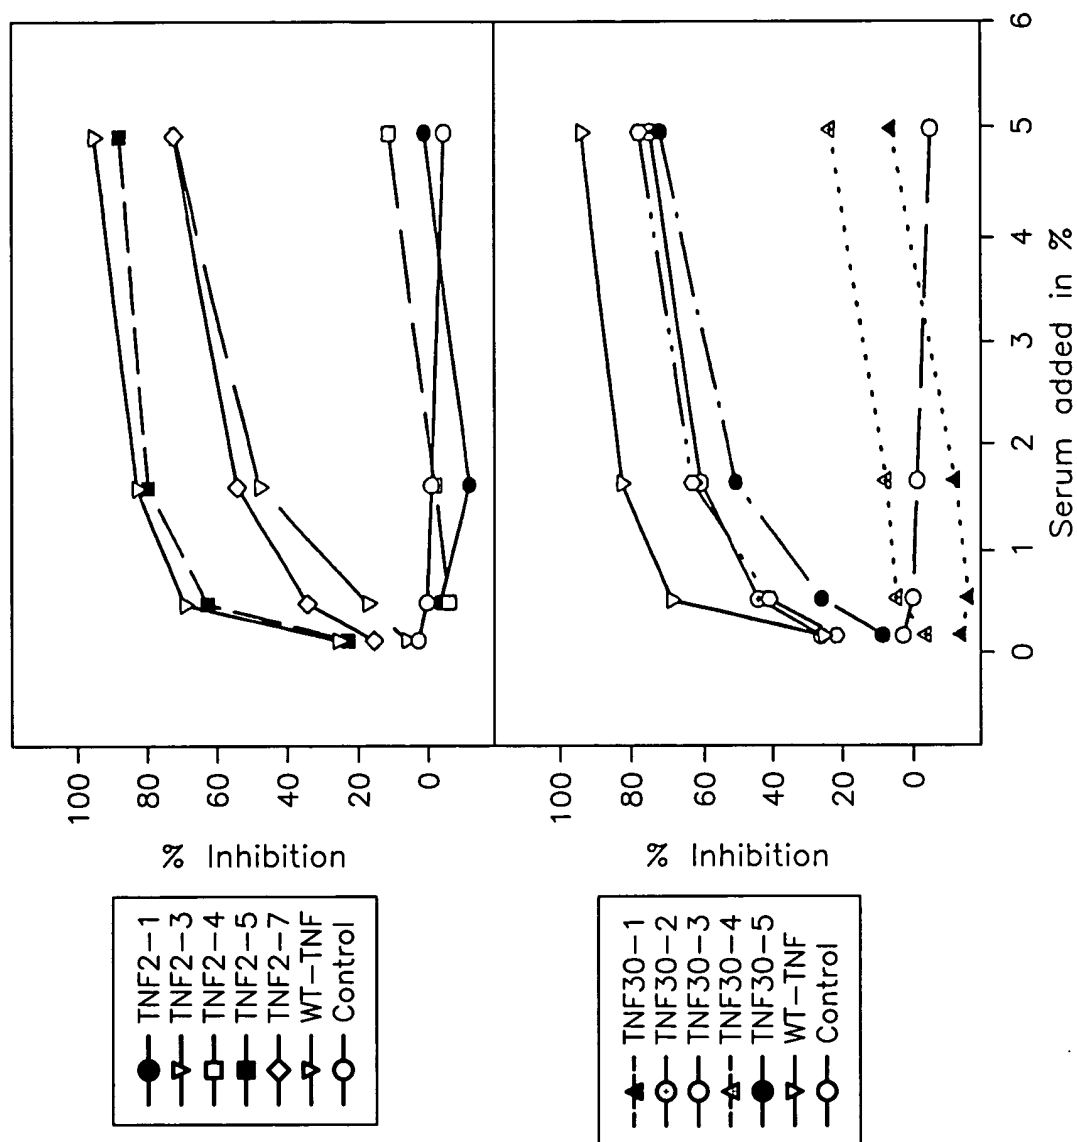 TNF2-1
TNF2-3
TNF2-4
TNF2-5
TNF2-7
WT-TNF
Control
% Inhibition
100
80
60
40
20
0
TNF30-1
TNF30-2
TNF30-3
TNF30-4
TNF30-5
WT-TNF
Control
% Inhibition
100
80
60
40
20
0
0
1
2
3
4
5
6
Serum added in %